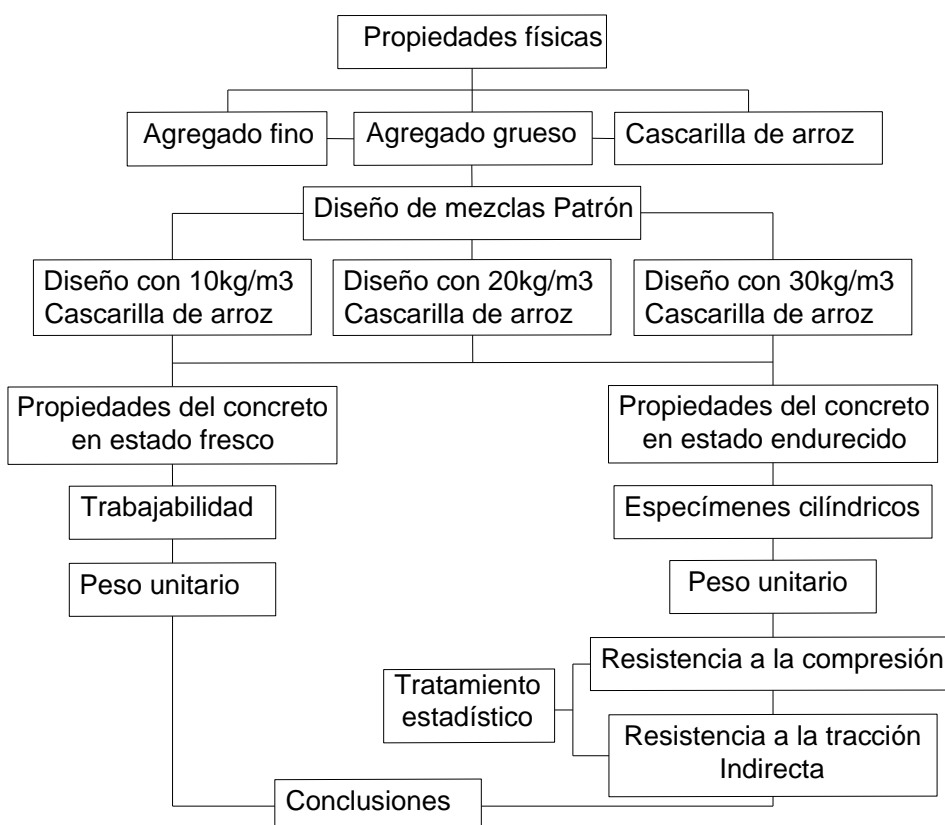 Propiedades físicas
Agregado fino
Agregado grueso
Cascarilla de arroz
Diseño de mezclas Patrón
Diseño con 10kg/m3
Cascarilla de arroz
Diseño con 20kg/m3
Cascarilla de arroz
Diseño con 30kg/m3
Cascarilla de arroz
Propiedades del concreto
en estado fresco
Propiedades del concreto
en estado endurecido
Trabajabilidad
Especímenes cilíndricos
Peso unitario
Peso unitario
Resistencia a la compresión
Tratamiento
estadístico
Resistencia a la tracción
Indirecta
Conclusiones